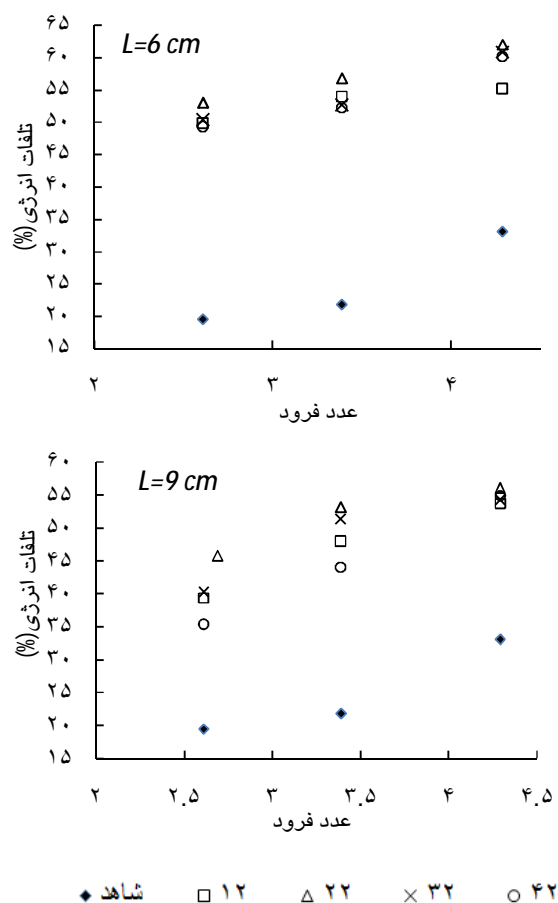 L=6 cm
۶۵
۶۰
۵۵
۵۰
۴۵
۴۰
۳۵
۳۰
۲۵
۲۰
۱۵
تلفات انرژی(%)
۲ ۳ ۴
عدد فرود
L=9 cm
۶۰
۵۵
۵۰
۴۵
۴۰
۳۵
۳۰
۲۵
۲۰
۱۵
تلفات انرژی(%)
۲ ۲.۵ ۳ ۳.۵ ۴ ۴.۵
عدد فرود
شاهد ۱۲ ۲۲ ۳۲ ۴۲